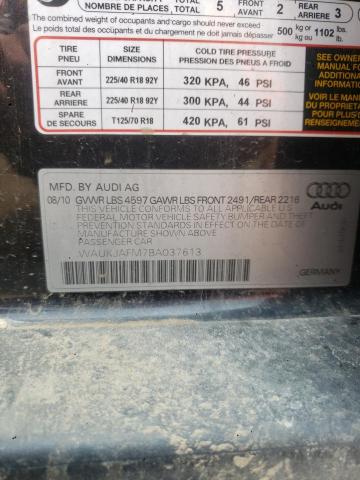 NOMBRE DE PLACES TOTAL 5 FRONT AVANT 2 REAR ARRIÈRE 3
The combined weight of occupants and cargo should never exceed 500 kg or 1102 lbs.
Le poids total des occupants et du chargement ne doit jamais dépasser kg ou lb.
TIRE PNEU SIZE DIMENSIONS COLD TIRE PRESSURE PRESSION DES PNEUS A FROID
FRONT AVANT 225/40 R18 92Y 320 KPA, 46 PSI
REAR ARRIERE 225/40 R18 92Y 300 KPA, 44 PSI
SPARE DE SECOURS T125/70 R18 420 KPA, 61 PSI
SEE OWNER
MFD. BY AUDI AG
08/10 GVWR LBS 4597 GAWR LBS FRONT 2491/REAR 2216
THIS VEHICLE CONFORMS TO ALL APPLICABLE U.S.
FEDERAL MOTOR VEHICLE SAFETY BUMPER AND THEFT
PREVENTION STANDARDS IN EFFECT ON THE DATE OF
MANUFACTURE SHOWN ABOVE
PASSENGER CAR
WAUKJAFM7BA037613
Audi
GERMANY